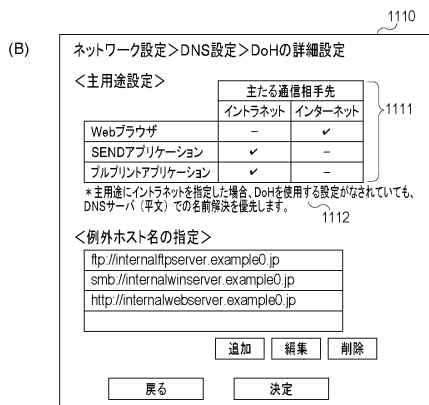 1110
(B)
ネットワーク設定>DNS設定>DoHの詳細設定
<主用途設定>
主たる通信相手先
イントラネット インターネット
1111
Webブラウザ － ✓
SENDアプリケーション ✓ －
プルプリントアプリケーション ✓ －
*主用途にイントラネットを指定した場合、DoHを使用する設定がなされていても、
DNSサーバ（平文）での名前解決を優先します。
1112
<例外ホスト名の指定>
ftp://internalftpserver.example0.jp
smb://internalwinserver.example0.jp
http://internalwebserver.example0.jp
追加 編集 削除
戻る 決定